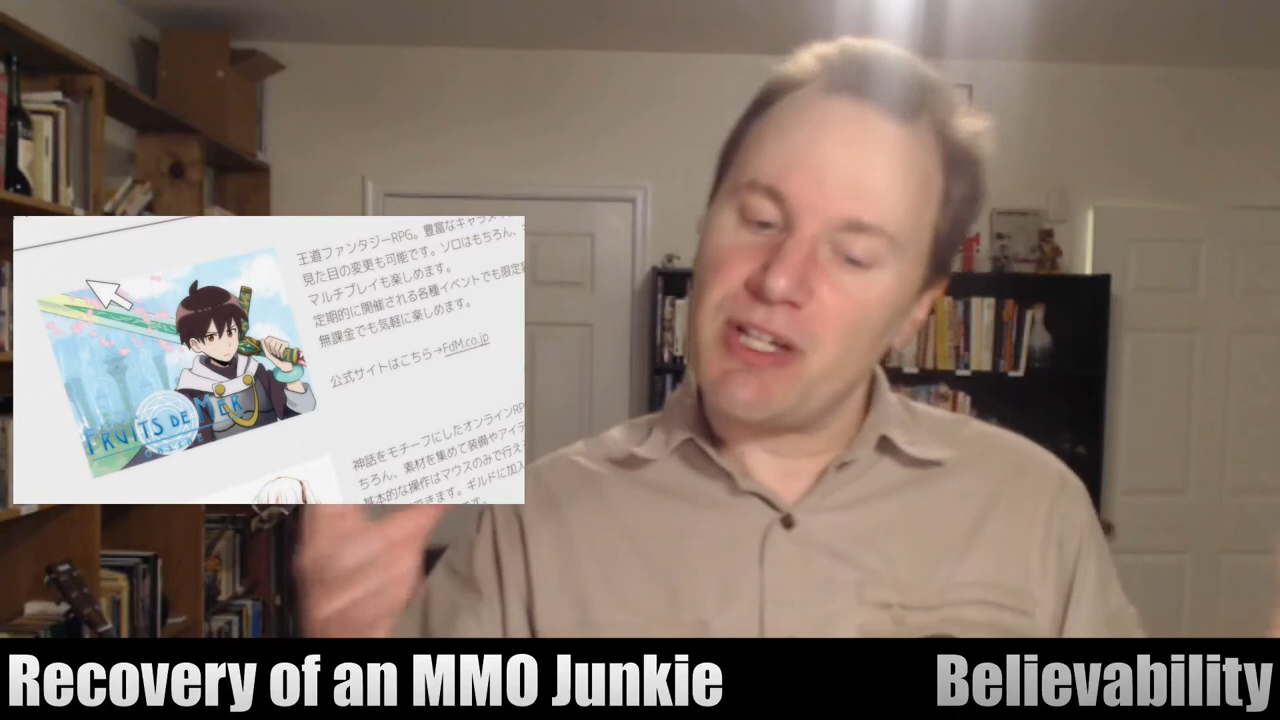 王道ファンタジーRPG。豊富なキャラ
見た目の変更も可能です。ソロはもちろん、
マルチプレイも楽しめます。
定期的に開催される各種イベントでも限定
無課金でも気軽に楽しめます。
公式サイトはこちら→FdM.co.jp
FRUITS DE MER
ONLINE
神話をモチーフにしたオンラインRP
ちろん、素材を集めて装備やアイテ
基本的な操作はマウスのみで行え
できます。ギルドに加入
Recovery of an MMO Junkie
Believability